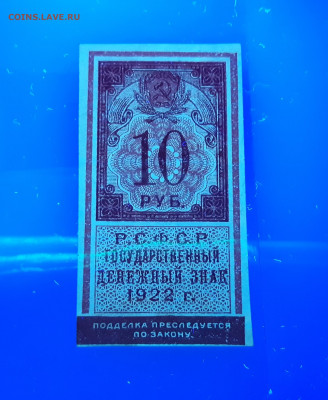 COINS.LAVE.RU
10
РУБ.
Р.С.Ф.С.Р.
ГОСУДАРСТВЕННЫЙ
ДЕНЕЖНЫЙ ЗНАК
1922 г.
ПОДДЕЛКА ПРЕСЛЕДУЕТСЯ
ПО ЗАКОНУ.